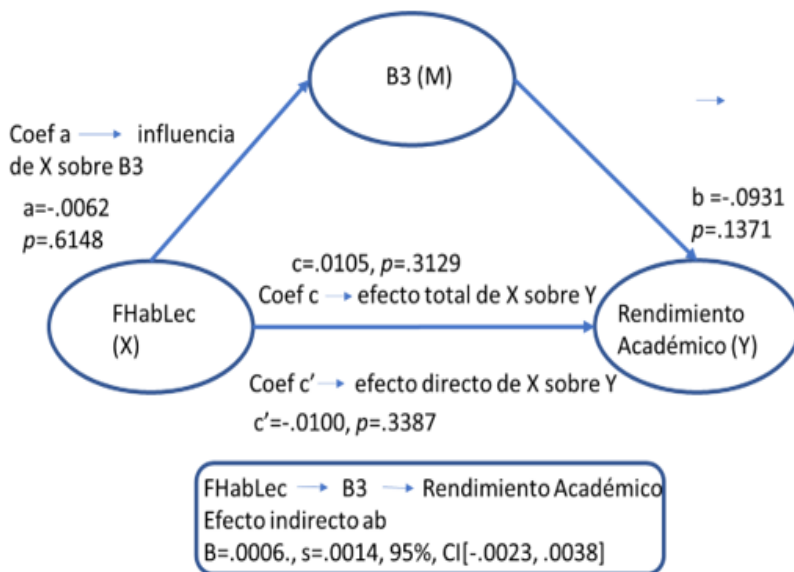 B3 (M)
Coef a → influencia
de X sobre B3
a=-.0062
p=.6148
→
b =-.0931
p=.1371
c=.0105, p=.3129
Coef c → efecto total de X sobre Y
FHabLec
(X)
Rendimiento
Académico (Y)
Coef c’ → efecto directo de X sobre Y
c’=-.0100, p=.3387
FHabLec → B3 → Rendimiento Académico
Efecto indirecto ab
B=.0006., s=.0014, 95%, CI[-.0023, .0038]